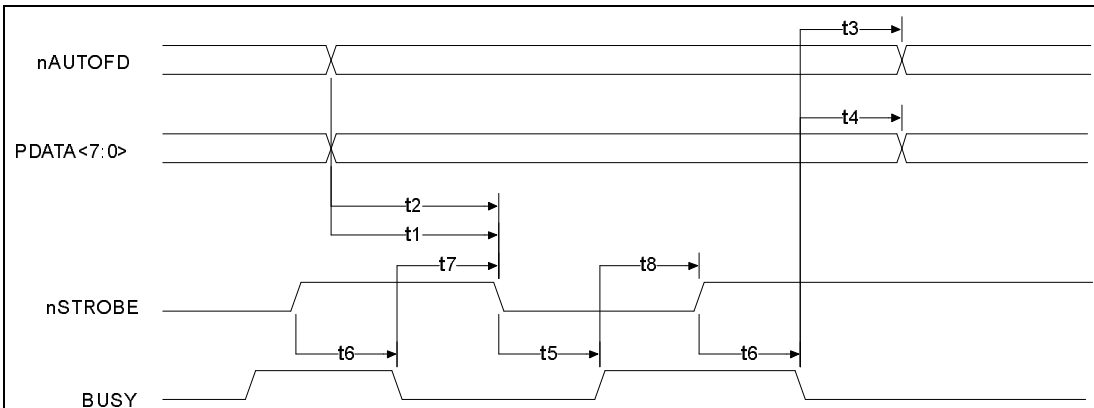 t3
nAUTOFD
t4
PDATA<7:0>
t2
t1
t7 t8
nSTROBE
t6 t5 t6
BUSY